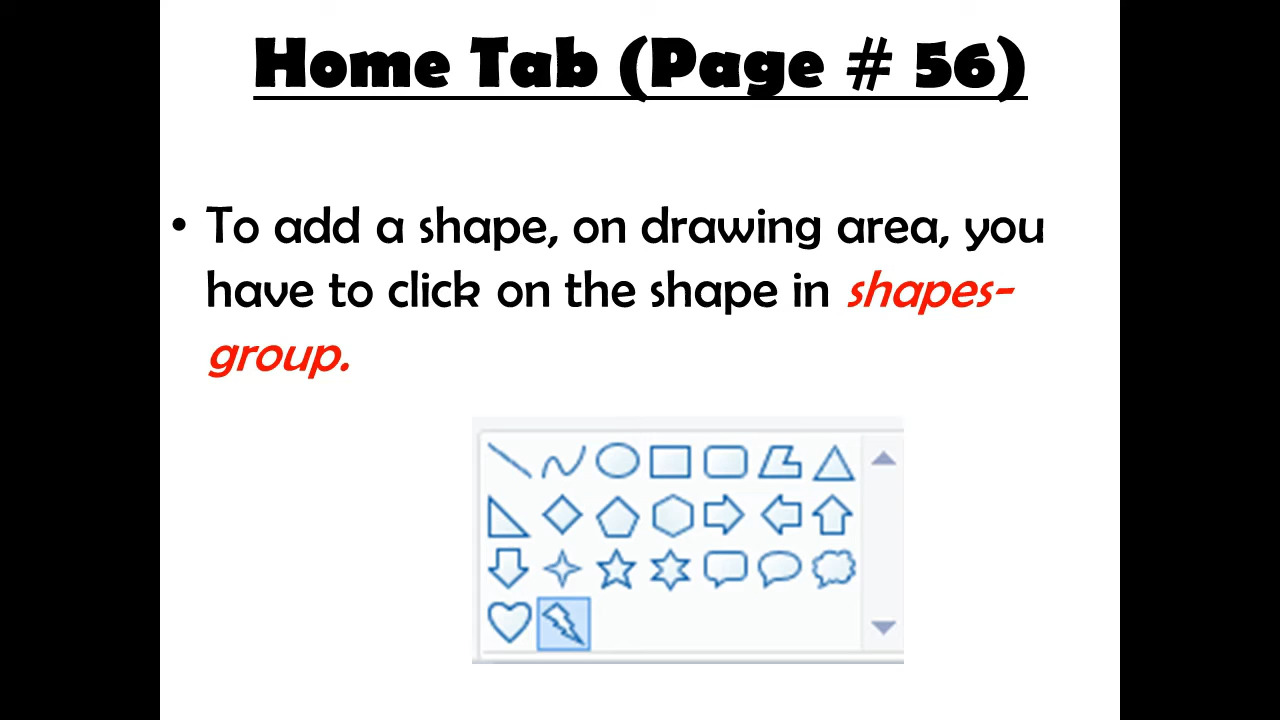 Home Tab (Page # 56)
• To add a shape, on drawing area, you
have to click on the shape in shapes-
group.